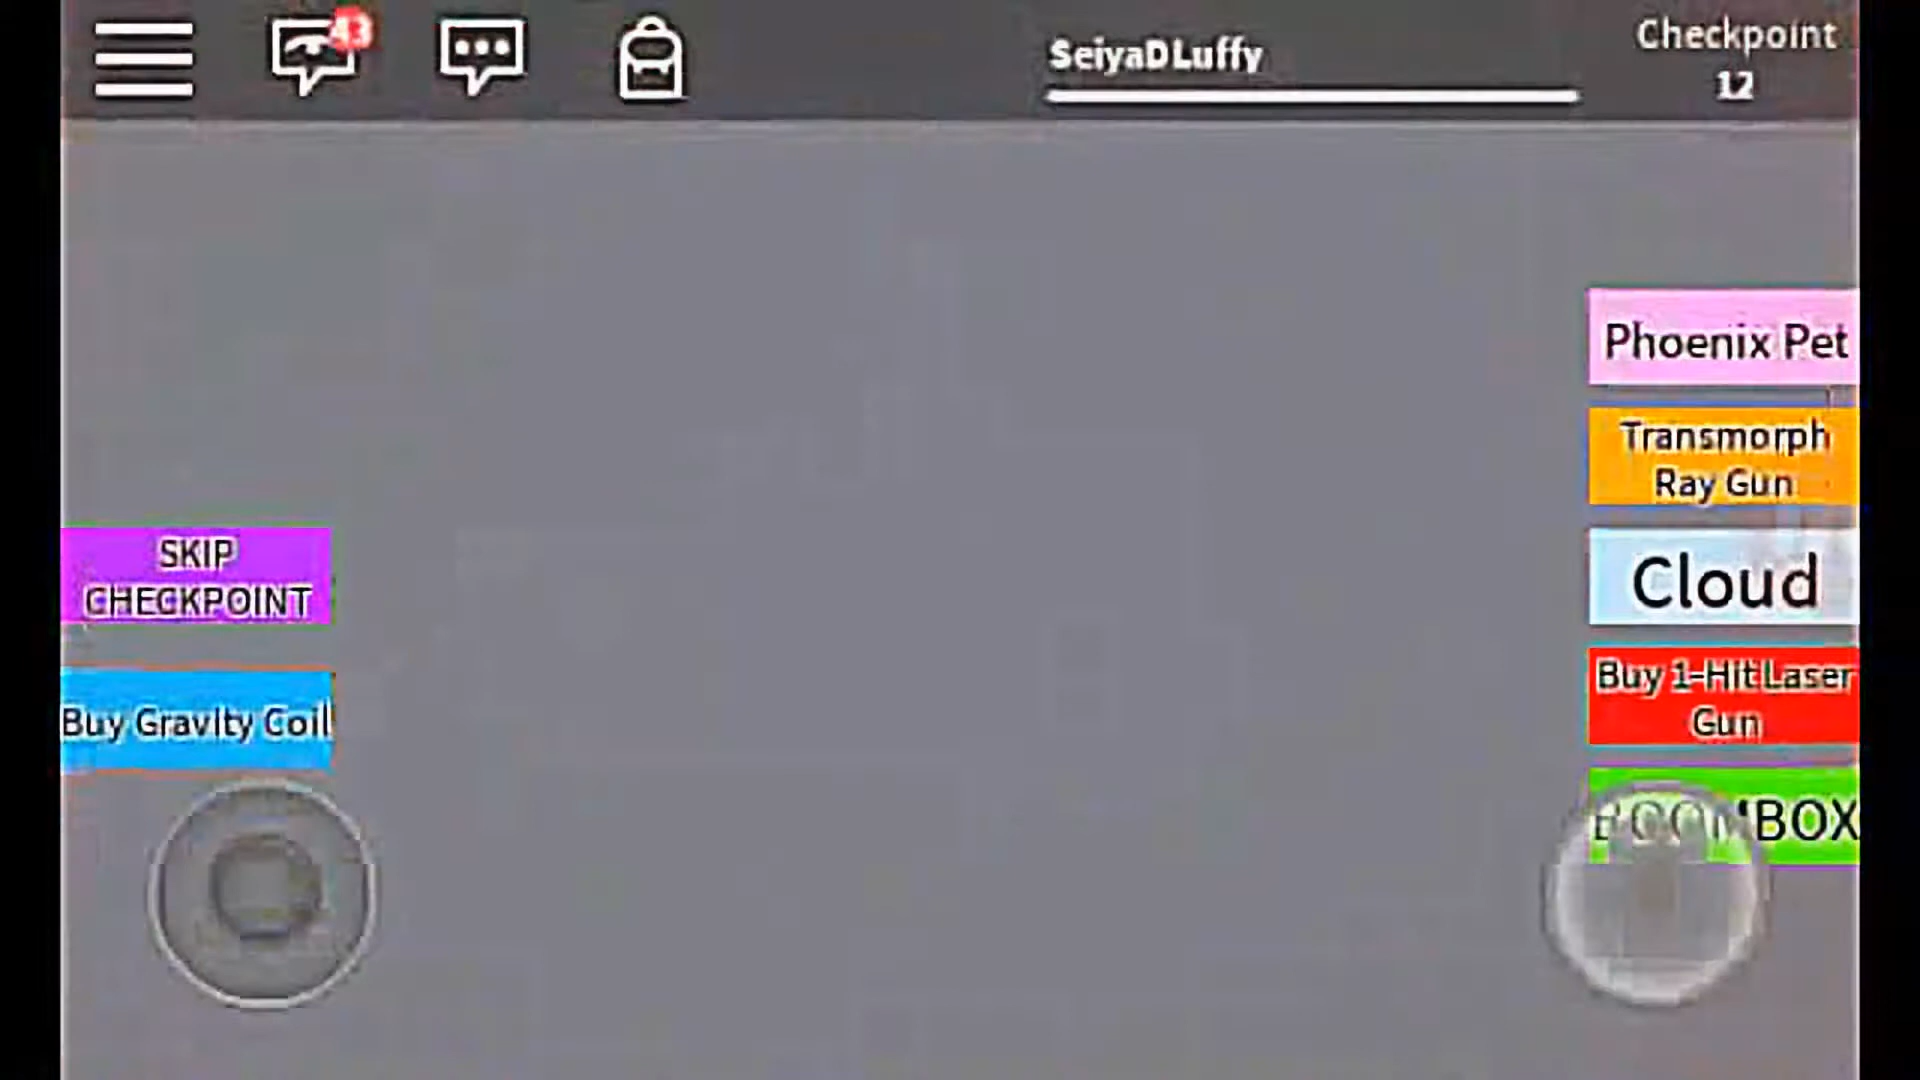 43
SeiyaDLuffy
Checkpoint
12
Phoenix Pet
Transmorph
Ray Gun
SKIP
CHECKPOINT
Cloud
Buy Gravity Coil
Buy 1-Hit Laser
Gun
BOOMBOX